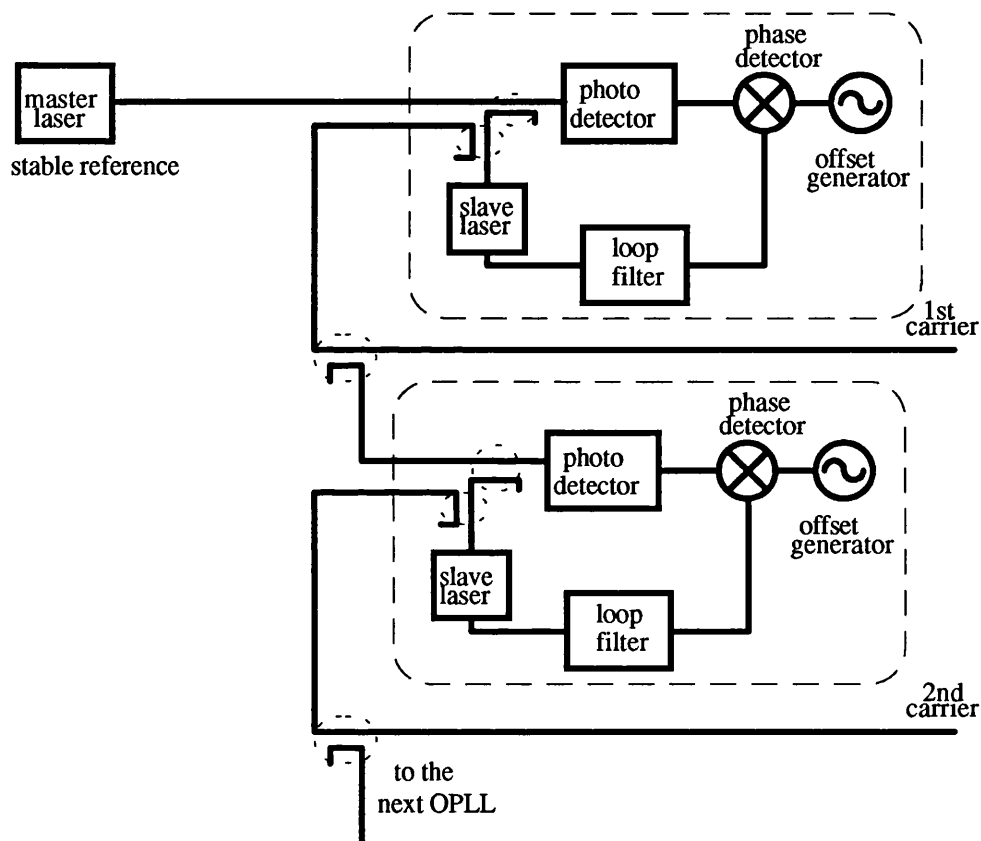 phase
detector
master
laser
photo
detector
stable reference
offset
generator
slave
laser
loop
filter
1st
carrier
phase
detector
photo
detector
offset
generator
slave
laser
loop
filter
2nd
carrier
to the
next OPLL